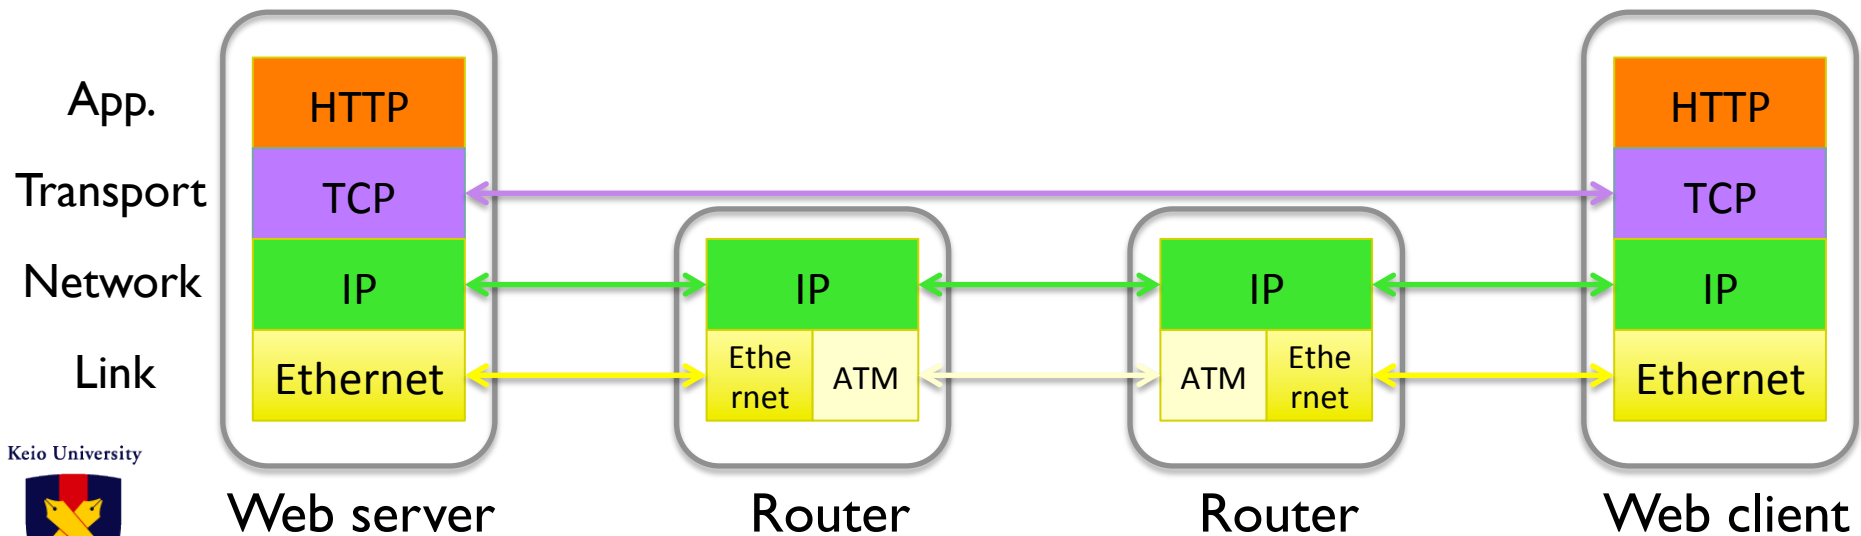 App.
HTTP
HTTP
Transport
TCP
TCP
Network
IP
IP
IP
IP
Link
Ethernet
Ethe
rnet
ATM
ATM
Ethe
rnet
Ethernet
Keio University
Web server
Router
Router
Web client